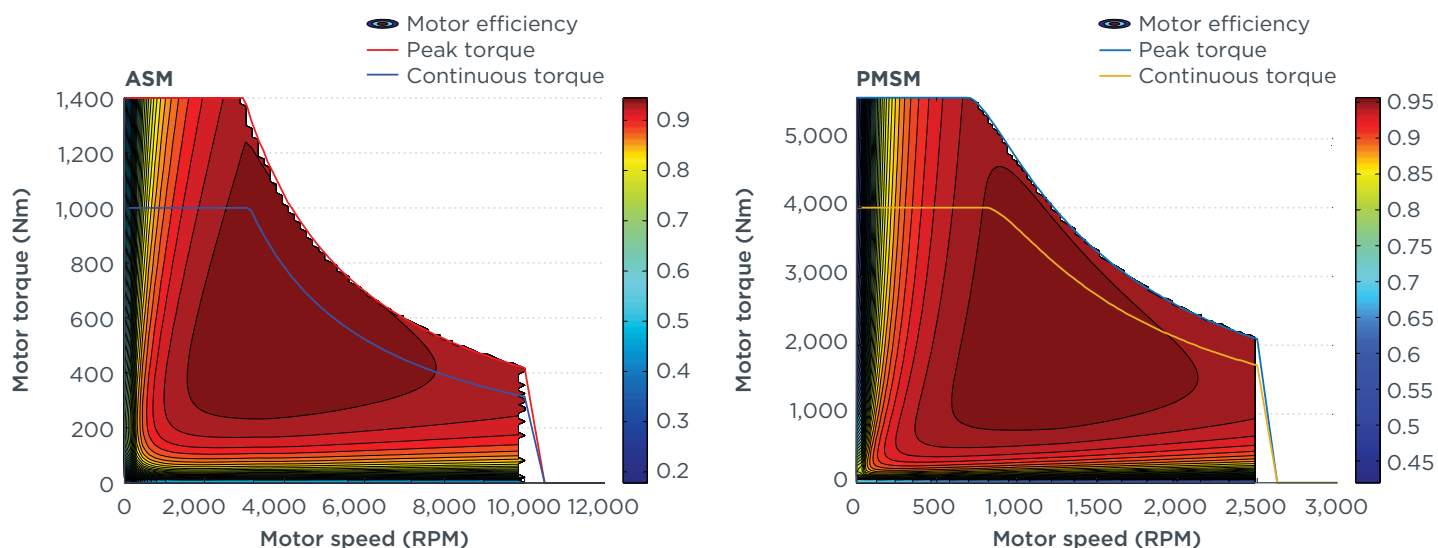 Motor efficiency
Peak torque
Continuous torque
ASM
1,400
1,200
1,000
800
600
400
200
0
Motor torque (Nm)
0 2,000 4,000 6,000 8,000 10,000 12,000
Motor speed (RPM)
0.9
0.8
0.7
0.6
0.5
0.4
0.3
0.2
Motor efficiency
Peak torque
Continuous torque
PMSM
5,000
4,000
3,000
2,000
1,000
0
Motor torque (Nm)
0 500 1,000 1,500 2,000 2,500 3,000
Motor speed (RPM)
0.95
0.9
0.85
0.8
0.75
0.7
0.65
0.6
0.55
0.5
0.45